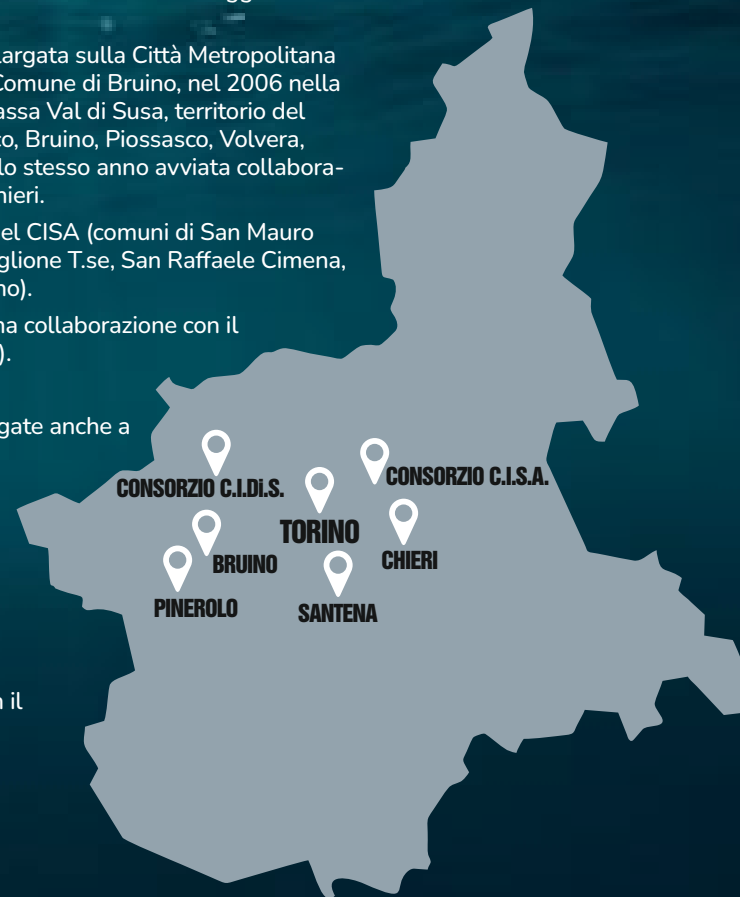 largata sulla Città Metropolitana
Comune di Bruino, nel 2006 nella
assa Val di Susa, territorio del
co, Bruino, Piossasco, Volvera,
lo stesso anno avviata collabora-
nieri.
el CISA (comuni di San Mauro
glione T.se, San Raffaele Cimena,
no).
na collaborazione con il
).
gate anche a
CONSORZIO C.I.Di.S.
CONSORZIO C.I.S.A.
TORINO
BRUINO
CHIERI
PINEROLO
SANTENA
n il